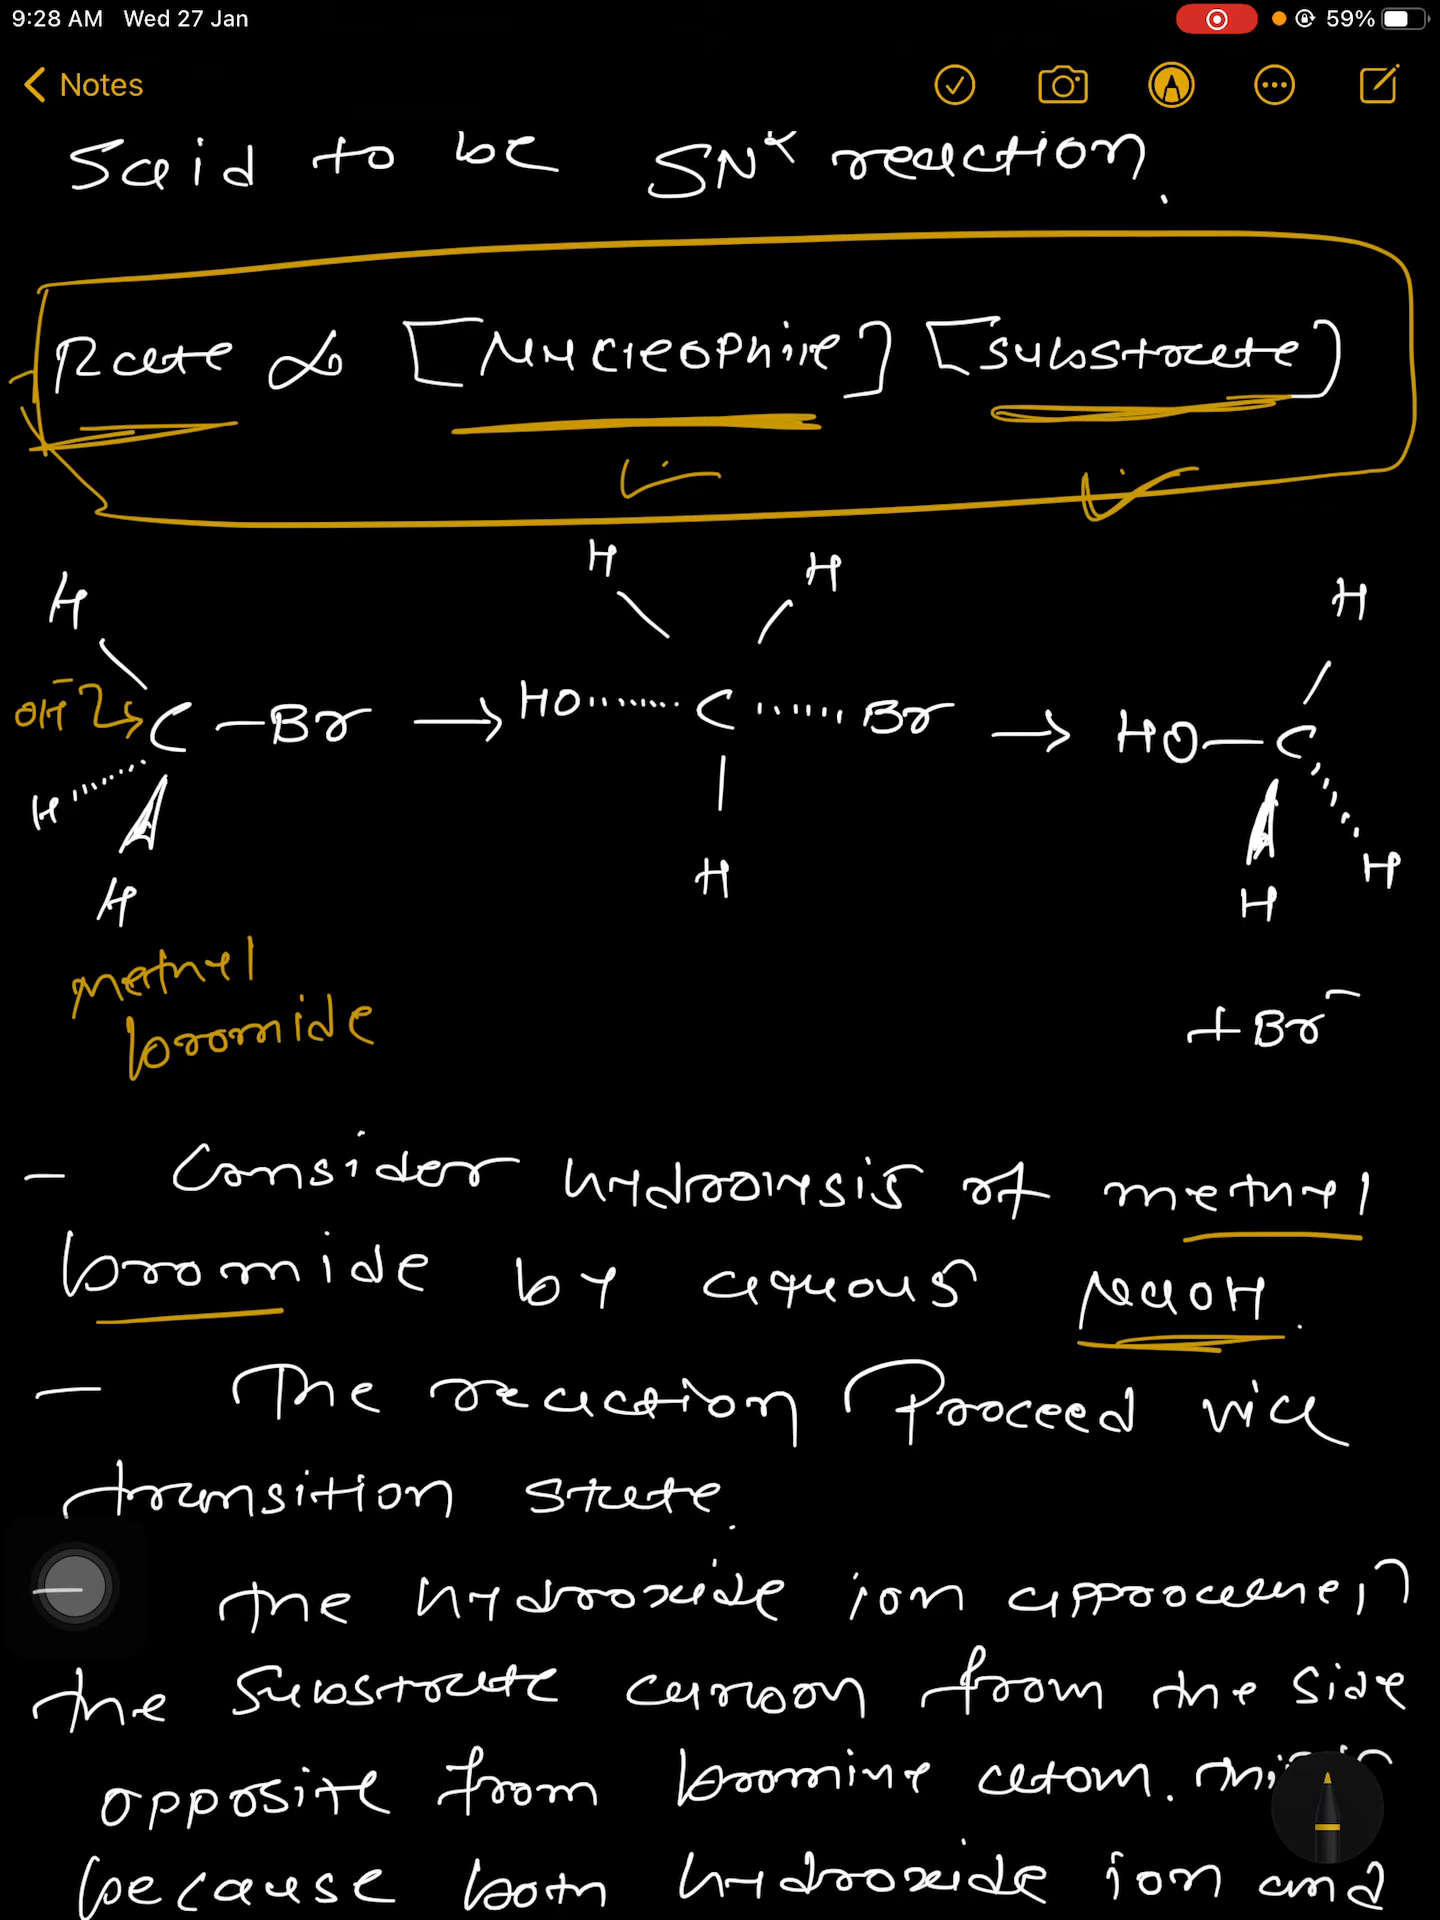 9:28 AM Wed 27 Jan 59%
Notes
Said to be SN² reaction.
Rate ∝ [Nucleophile] [substrate]
H H H H
OH⁻ C — Br → HO ...... C ...... Br → HO — C
H H H H H
methyl
bromide
+ Br⁻
- Consider hydrolysis of methyl
bromide by aqueous NaOH.
- The reaction Proceed via
transition state.
- the hydroxide ion approaches
the substrate carbon from the side
opposite from bromine atom. this is
because both hydroxide ion and